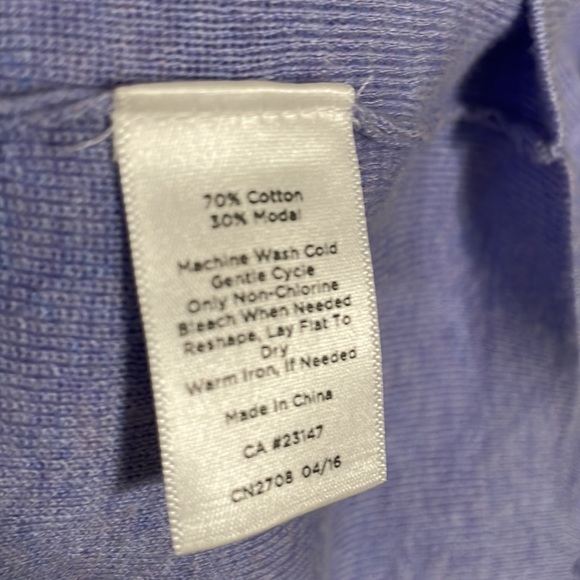 70% Cotton
30% Modal
Machine Wash Cold
Gentle Cycle
Only Non-Chlorine
Bleach When Needed
Reshape, Lay Flat To
Dry
Warm Iron, If Needed
Made In China
CA #23147
CN2708 04/16